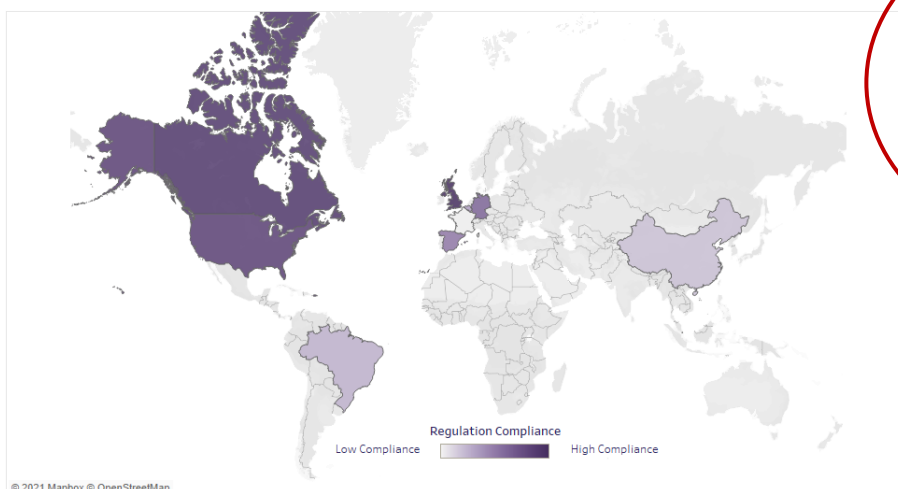 Regulation Compliance
Low Compliance
High Compliance
© 2021 Mapbox © OpenStreetMap